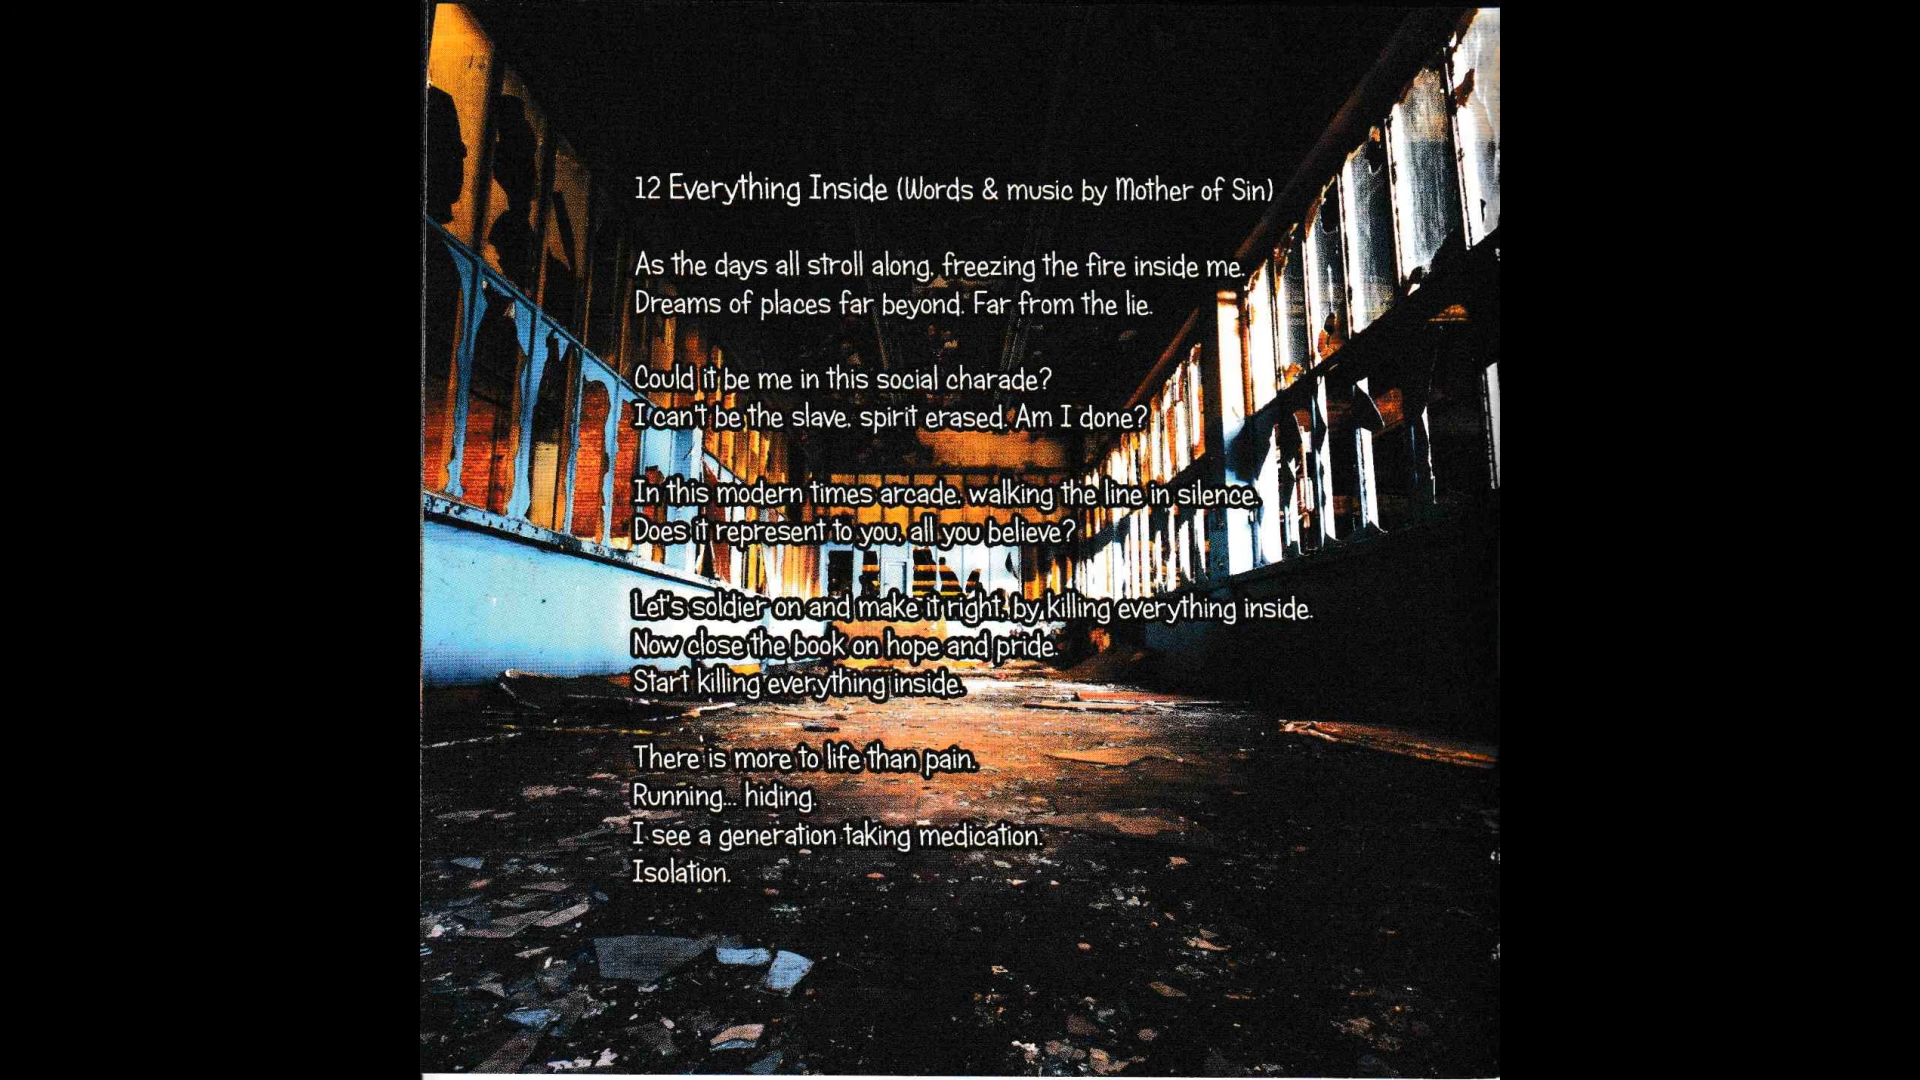 12 Everything Inside (Words & music by Mother of Sin)
As the days all stroll along, freezing the fire inside me.
Dreams of places far beyond. Far from the lie.
Could it be me in this social charade?
I can't be the slave, spirit erased. Am I done?
In this modern times arcade, walking the line in silence.
Does it represent to you, all you believe?
Let's soldier on and make it right, by killing everything inside.
Now close the book on hope and pride.
Start killing everything inside.
There is more to life than pain.
Running... hiding.
I see a generation taking medication.
Isolation.